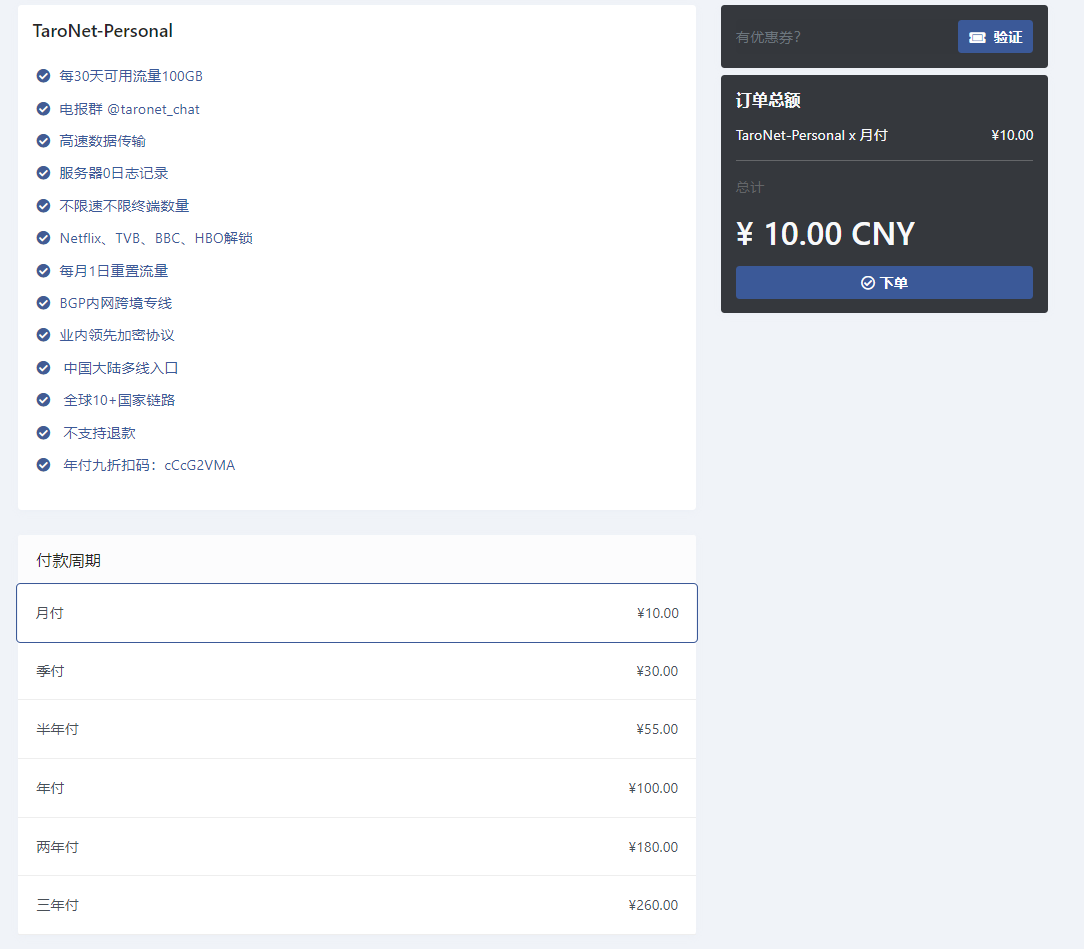 TaroNet-Personal
每30天可用流量100GB
电报群 @taronet_chat
高速数据传输
服务器0日志记录
不限速不限终端数量
Netflix、TVB、BBC、HBO解锁
每月1日重置流量
BGP内网跨境专线
业内领先加密协议
中国大陆多线入口
全球10+国家链路
不支持退款
年付九折扣码：cCcG2VMA
付款周期
月付 ¥10.00
季付 ¥30.00
半年付 ¥55.00
年付 ¥100.00
两年付 ¥180.00
三年付 ¥260.00
有优惠券? 验证
订单总额
TaroNet-Personal x 月付 ¥10.00
总计
¥ 10.00 CNY
下单